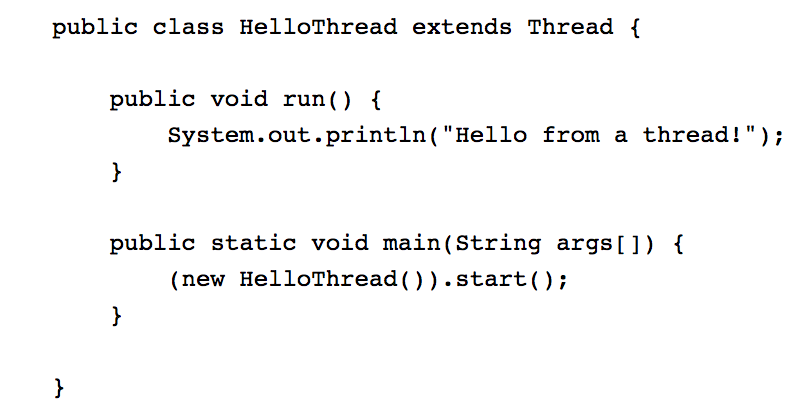 public class HelloThread extends Thread {
    public void run() {
        System.out.println("Hello from a thread!");
    }
    public static void main(String args[]) {
        (new HelloThread()).start();
    }
}